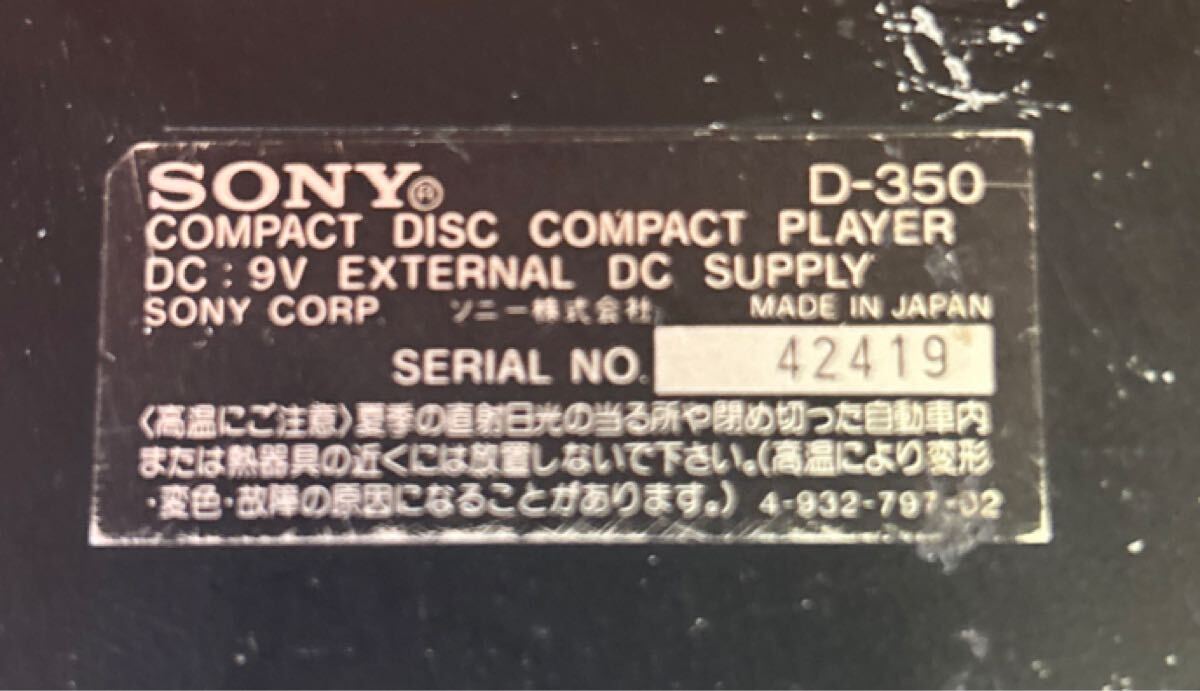 SONY® D-350
COMPACT DISC COMPACT PLAYER
DC : 9V EXTERNAL DC SUPPLY
SONY CORP. ソニー株式会社 MADE IN JAPAN
SERIAL NO. 42419
〈高温にご注意〉夏季の直射日光の当る所や閉め切った自動車内
または熱器具の近くには放置しないで下さい。(高温により変形
・変色・故障の原因になることがあります。) 4-932-797-02